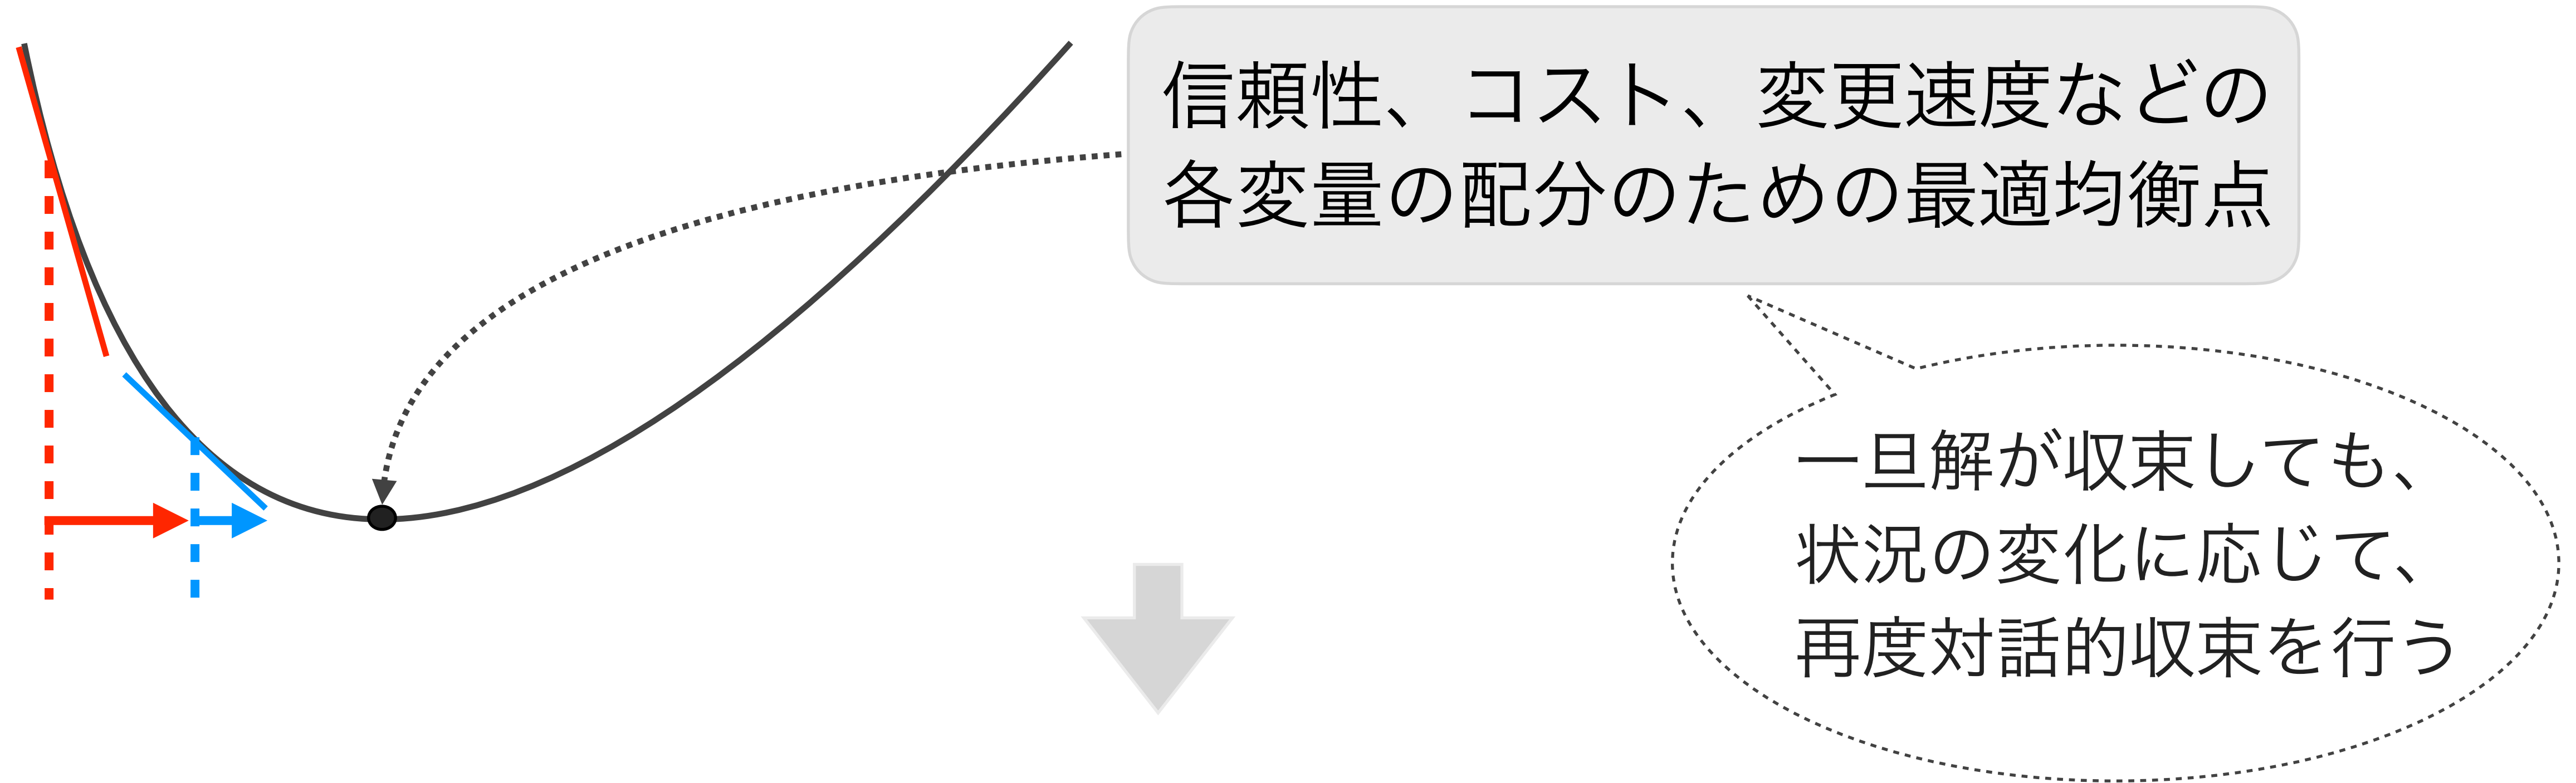 信頼性、コスト、変更速度などの
各変量の配分のための最適均衡点
一旦解が収束しても、
状況の変化に応じて、
再度対話的収束を行う